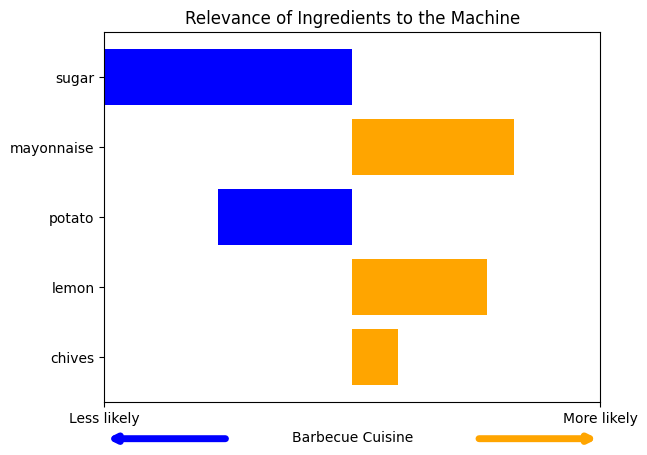 Relevance of Ingredients to the Machine
sugar
mayonnaise
potato
lemon
chives
Less likely
More likely
Barbecue Cuisine